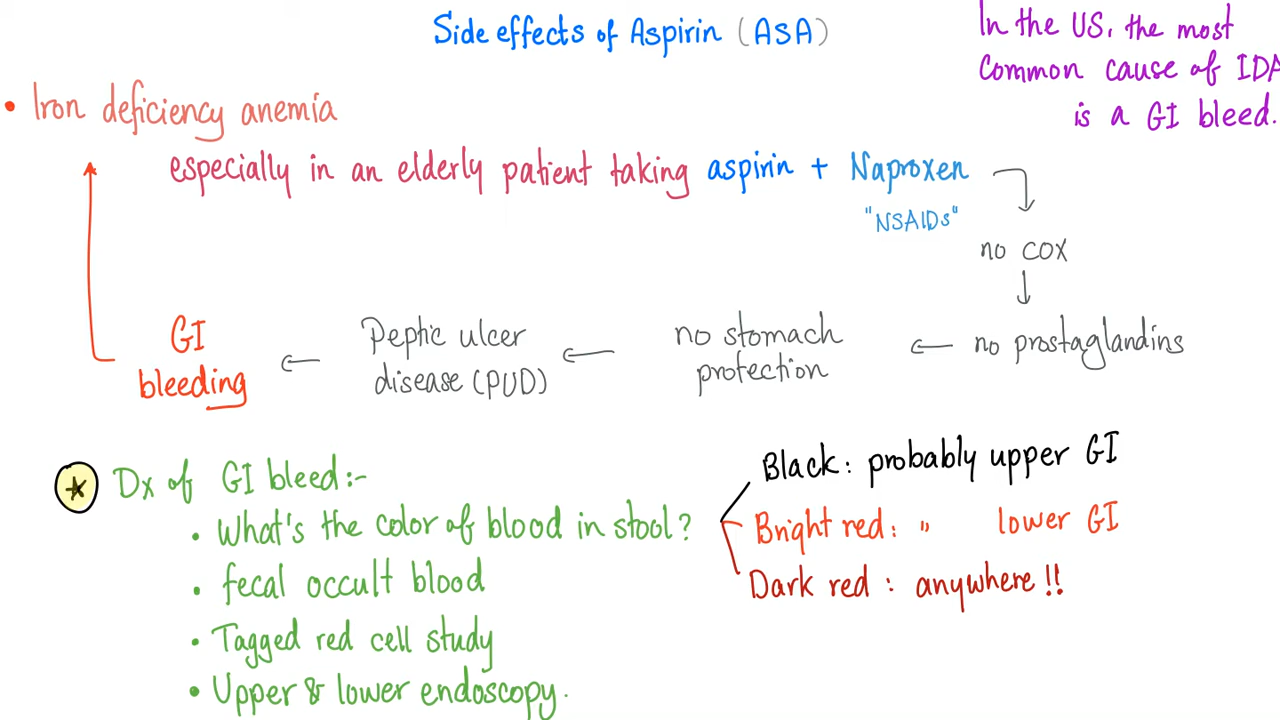 Side effects of Aspirin (ASA)
In the US, the most
common cause of IDA
is a GI bleed.
• Iron deficiency anemia
especially in an elderly patient taking aspirin + Naproxen
"NSAIDs"
no COX
no prostaglandins
no stomach
protection
Peptic ulcer
disease (PUD)
GI
bleeding
Dx of GI bleed:-
• What's the color of blood in stool?
Black: probably upper GI
Bright red: " lower GI
Dark red: anywhere!!
• fecal occult blood
• Tagged red cell study
• Upper & lower endoscopy.